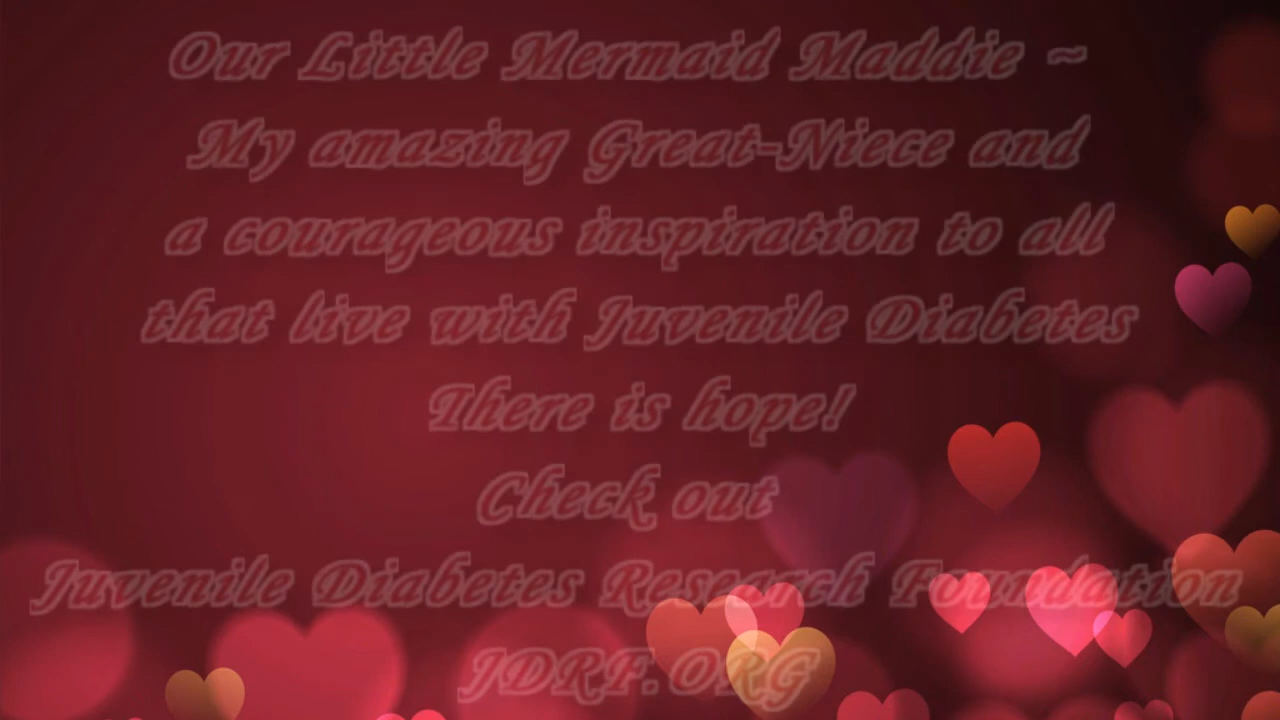 Our Little Mermaid Maddie ~
My amazing Great-Niece and
a courageous inspiration to all
that live with Juvenile Diabetes
There is hope!
Check out
Juvenile Diabetes Research Foundation
JDRF.ORG